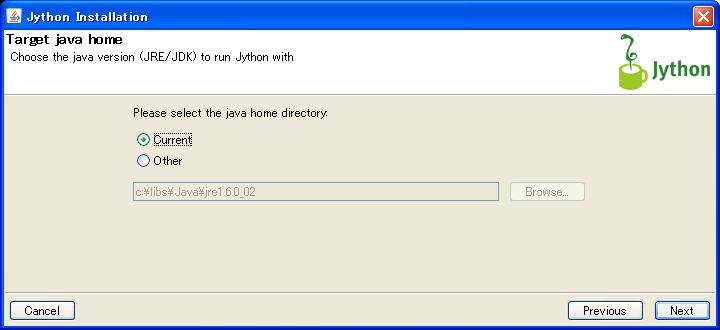 Jython Installation
Target java home
Choose the java version (JRE/JDK) to run Jython with
Jython
Please select the java home directory:
Current
Other
c:¥libs¥Java¥jre1.6.0_02
Browse...
Cancel
Previous
Next